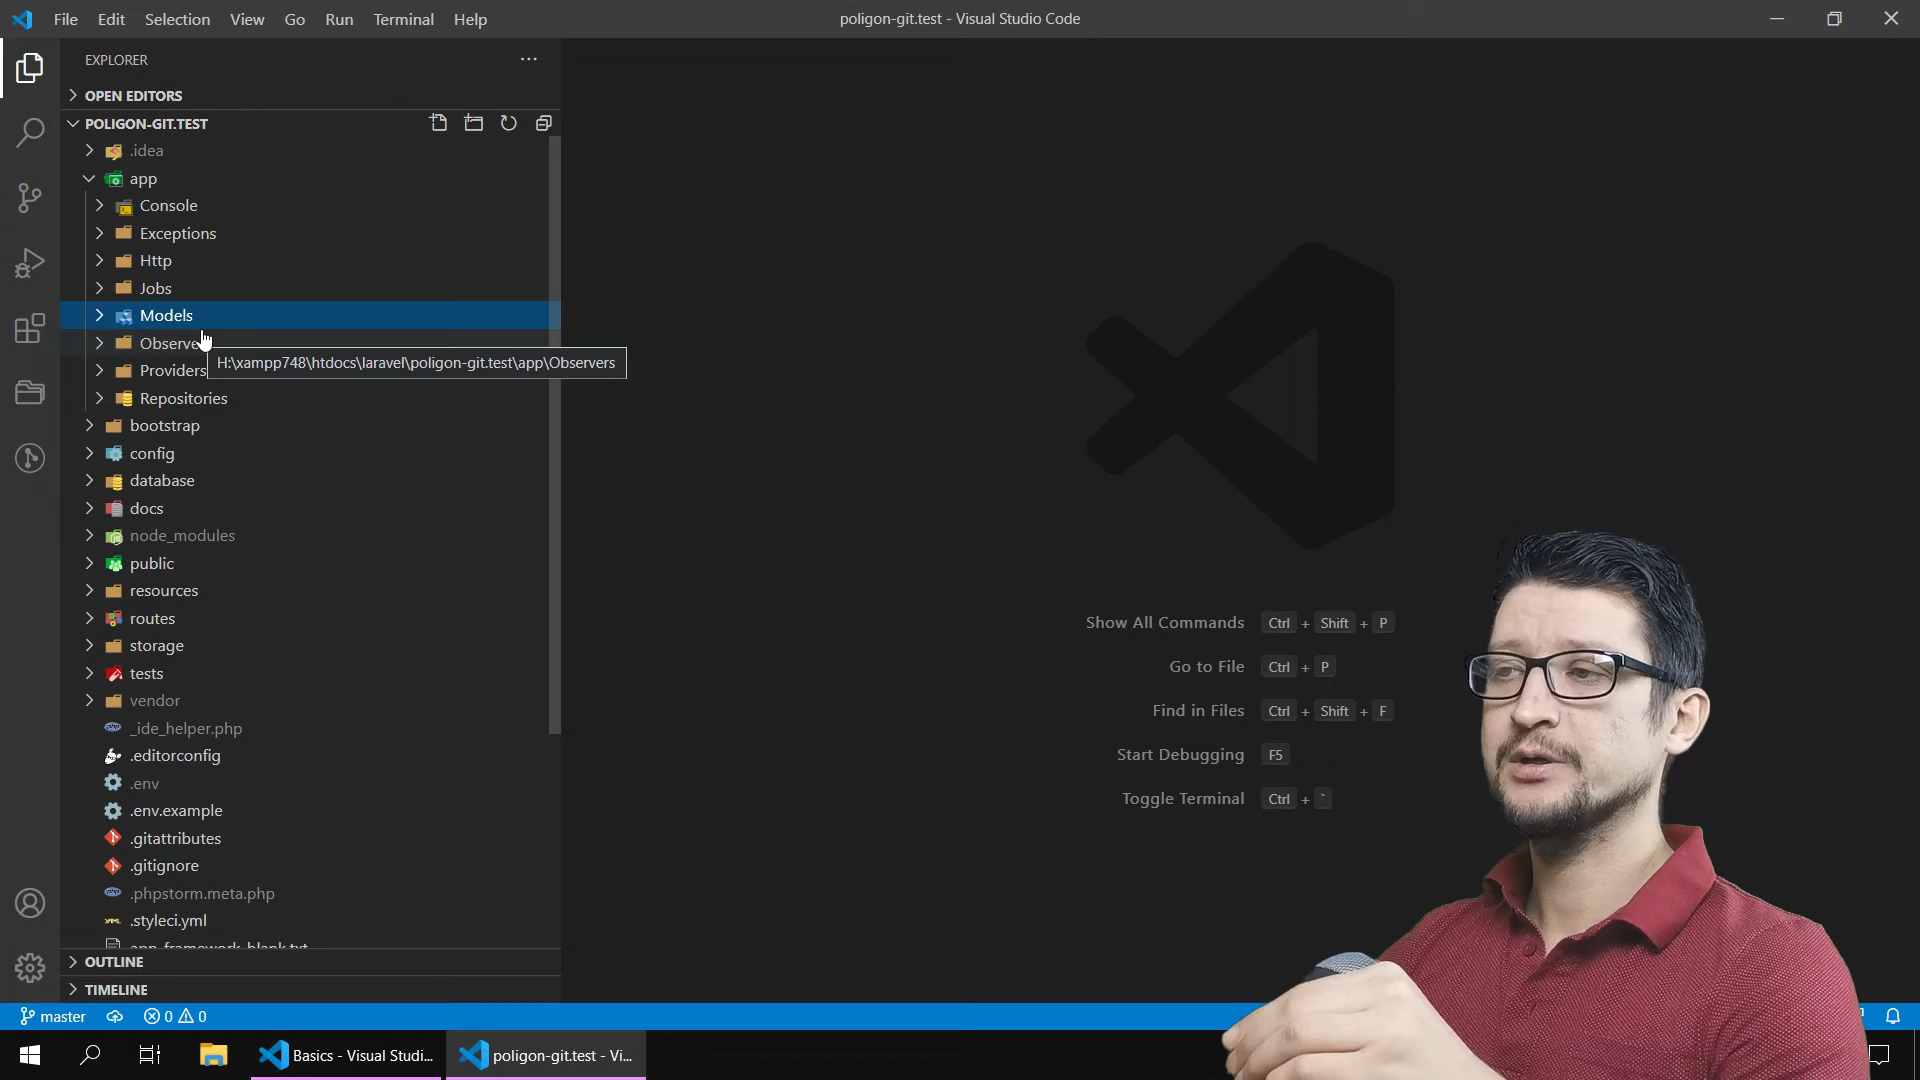 File Edit Selection View Go Run Terminal Help
poligon-git.test - Visual Studio Code
EXPLORER
OPEN EDITORS
POLIGON-GIT.TEST
.idea
app
Console
Exceptions
Http
Jobs
Models
Observe
H:\xampp748\htdocs\laravel\poligon-git.test\app\Observers
Providers
Repositories
bootstrap
config
database
docs
node_modules
public
resources
routes
storage
tests
vendor
_ide_helper.php
.editorconfig
.env
.env.example
.gitattributes
.gitignore
.phpstorm.meta.php
.styleci.yml
app_framework_blank.txt
OUTLINE
TIMELINE
Show All Commands Ctrl + Shift + P
Go to File Ctrl + P
Find in Files Ctrl + Shift + F
Start Debugging F5
Toggle Terminal Ctrl + `
master
0 0
Basics - Visual Studi...
poligon-git.test - Vi...